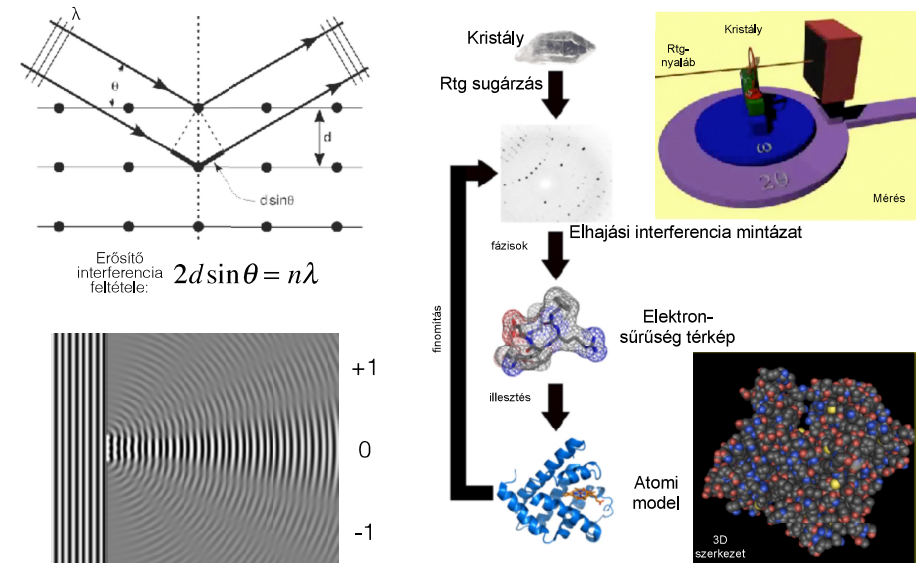 λ
θ
d
dsinθ
Erősítő
interferencia
feltétele:
2d sin θ = nλ
+1
0
-1
Kristály
Rtg sugárzás
Elhajási interferencia mintázat
fázisok
Elektron-
sűrűség térkép
illesztés
Atomi
model
finomítás
Kristály
Rtg-
nyaláb
ω
2θ
Mérés
3D
szerkezet